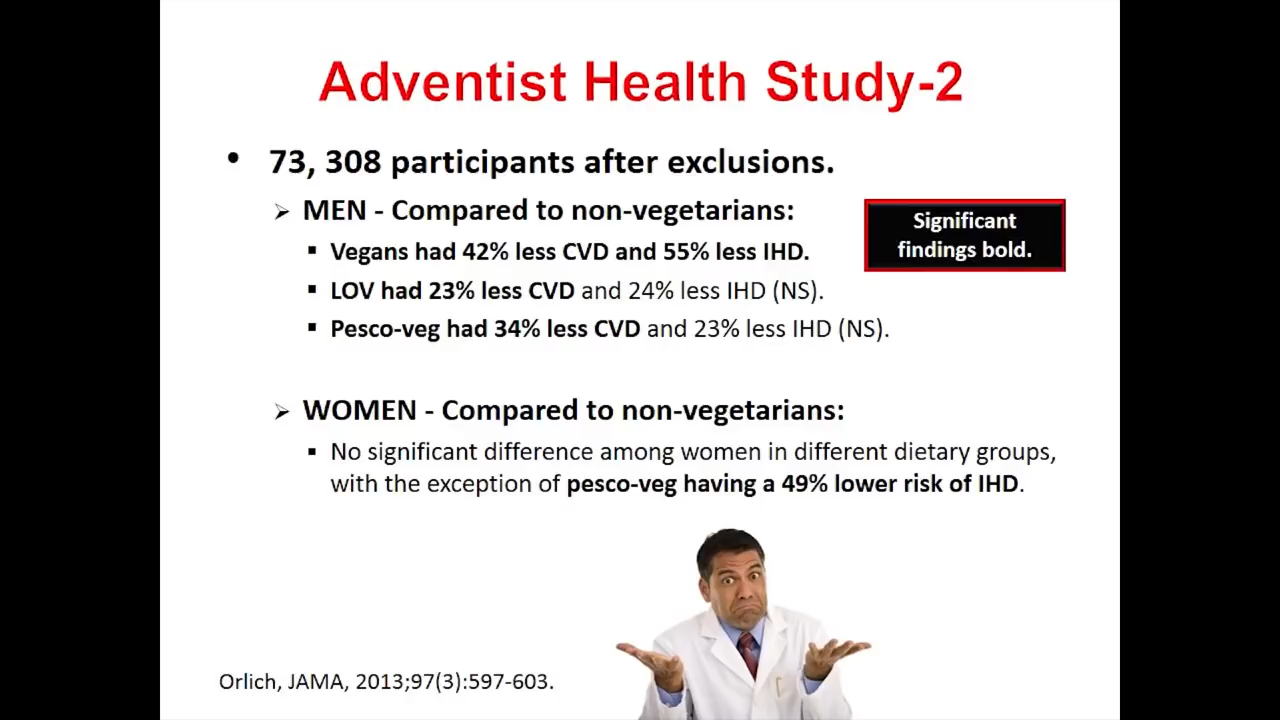 Adventist Health Study-2
• 73, 308 participants after exclusions.
➢ MEN - Compared to non-vegetarians:
▪ Vegans had 42% less CVD and 55% less IHD.
▪ LOV had 23% less CVD and 24% less IHD (NS).
▪ Pesco-veg had 34% less CVD and 23% less IHD (NS).
Significant
findings bold.
➢ WOMEN - Compared to non-vegetarians:
▪ No significant difference among women in different dietary groups,
with the exception of pesco-veg having a 49% lower risk of IHD.
Orlich, JAMA, 2013;97(3):597-603.